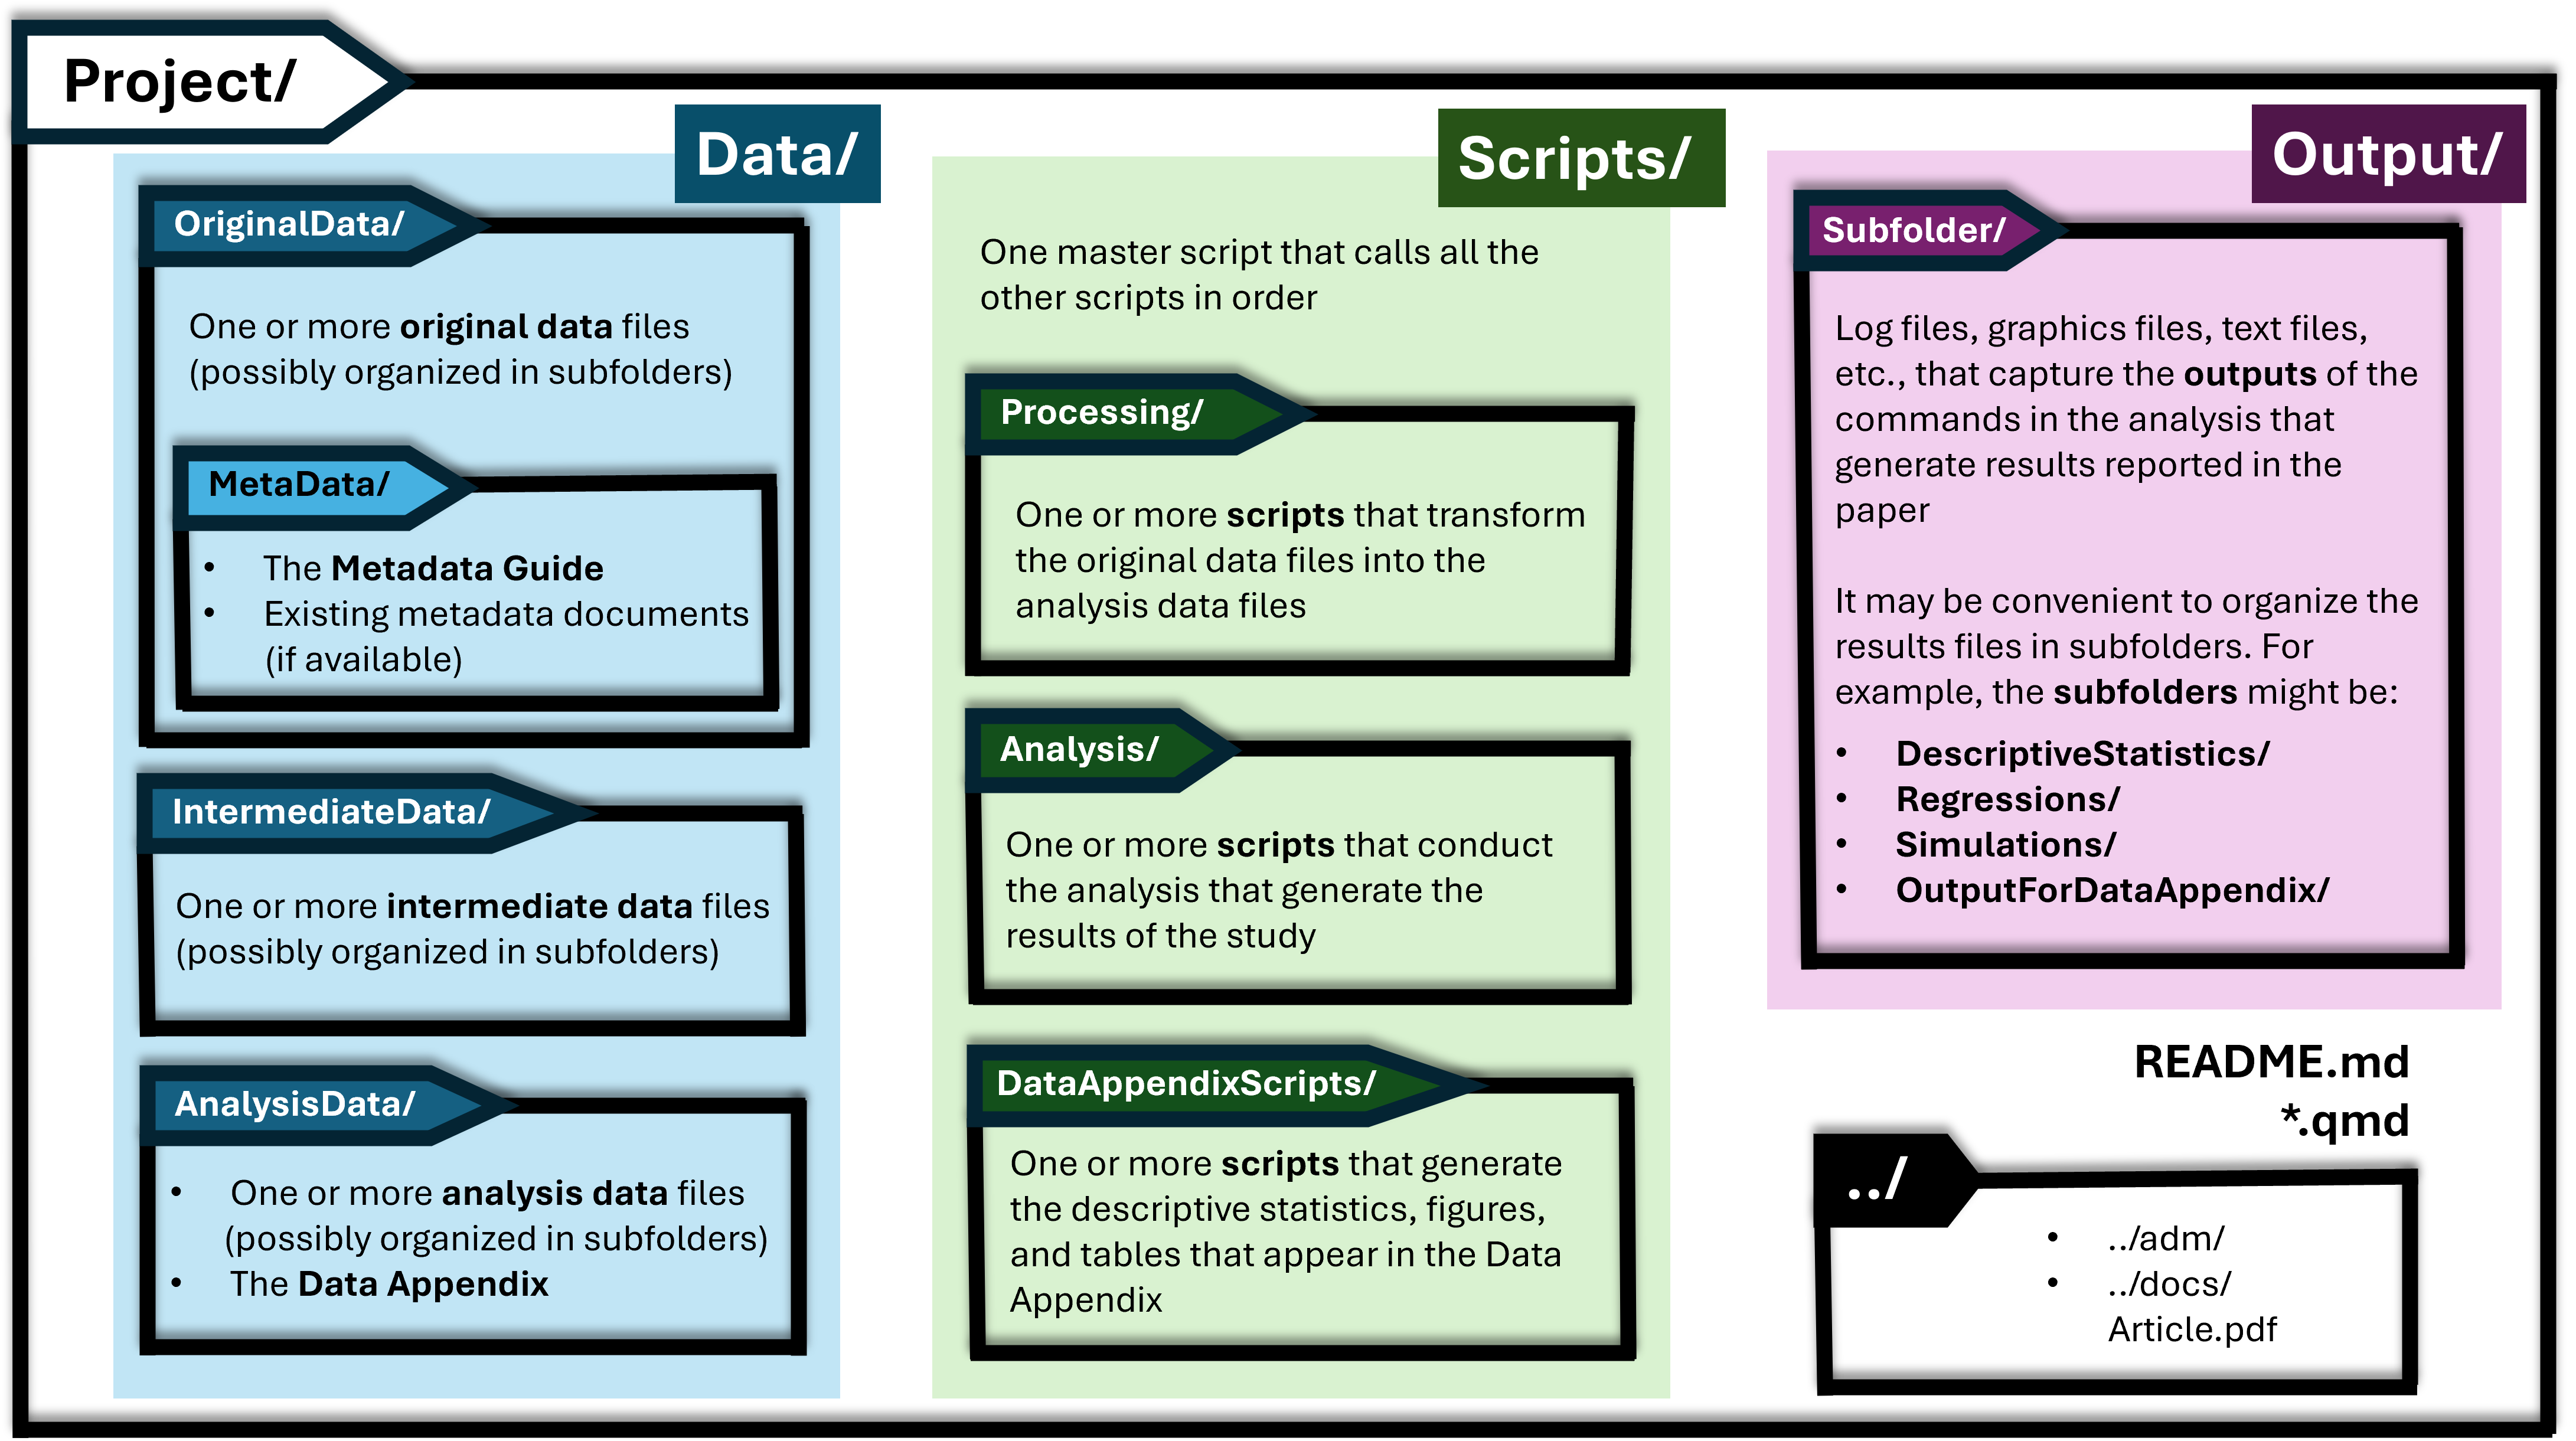 Project/
Data/
OriginalData/
One or more original data files
(possibly organized in subfolders)
MetaData/
• The Metadata Guide
• Existing metadata documents
(if available)
IntermediateData/
One or more intermediate data files
(possibly organized in subfolders)
AnalysisData/
• One or more analysis data files
(possibly organized in subfolders)
• The Data Appendix
Scripts/
One master script that calls all the
other scripts in order
Processing/
One or more scripts that transform
the original data files into the
analysis data files
Analysis/
One or more scripts that conduct
the analysis that generate the
results of the study
DataAppendixScripts/
One or more scripts that generate
the descriptive statistics, figures,
and tables that appear in the Data
Appendix
Output/
Subfolder/
Log files, graphics files, text files,
etc., that capture the outputs of the
commands in the analysis that
generate results reported in the
paper
It may be convenient to organize the
results files in subfolders. For
example, the subfolders might be:
• DescriptiveStatistics/
• Regressions/
• Simulations/
• OutputForDataAppendix/
README.md
*.qmd
../
• ../adm/
• ../docs/
Article.pdf